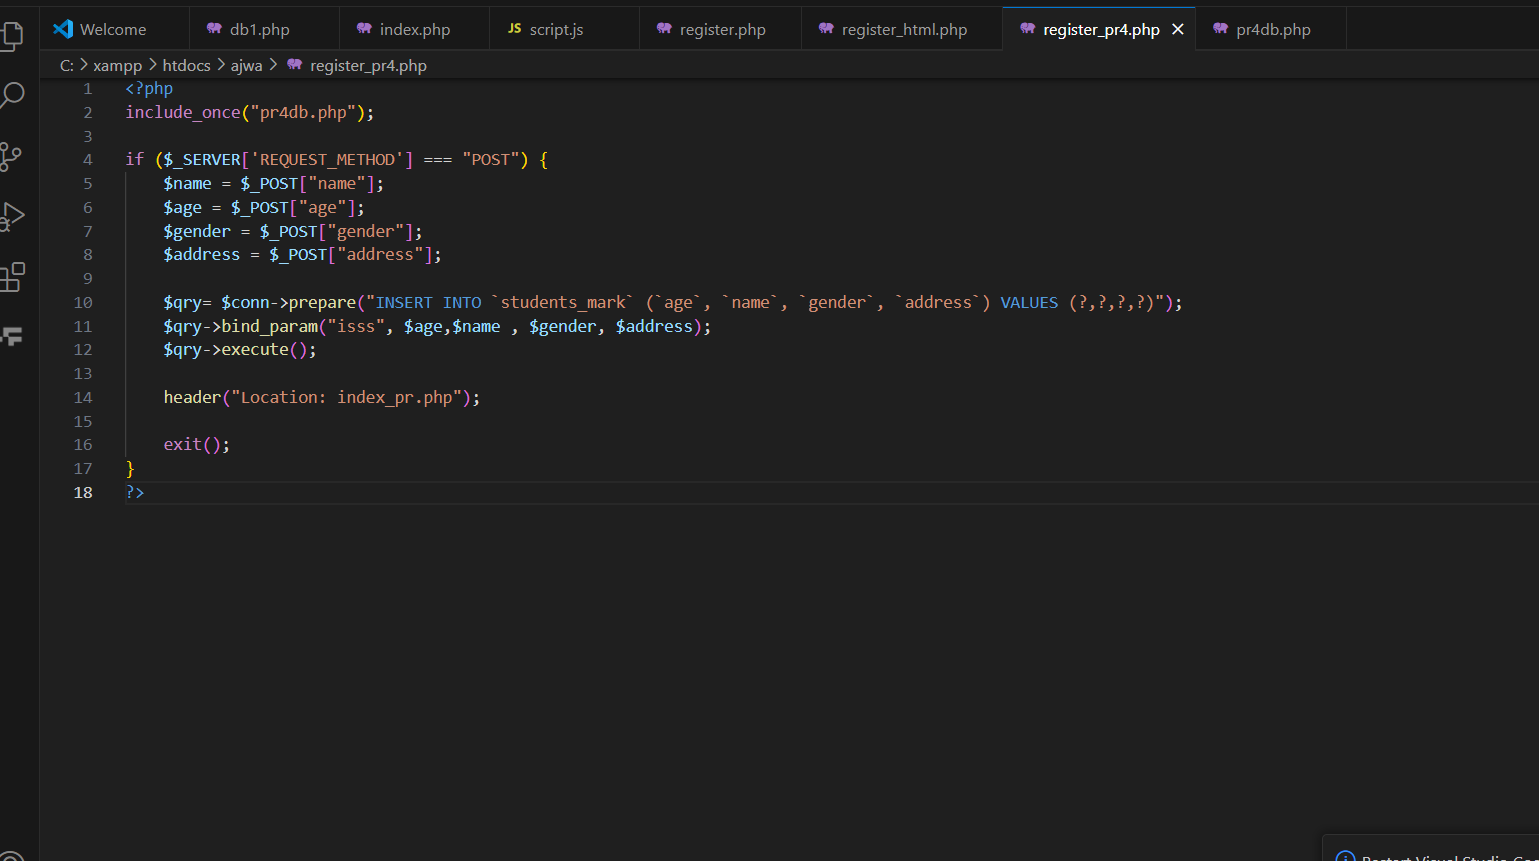 Welcome db1.php index.php JS script.js register.php register_html.php register_pr4.php pr4db.php
C: > xampp > htdocs > ajwa > register_pr4.php
1 <?php
2 include_once("pr4db.php");
3
4 if ($_SERVER['REQUEST_METHOD'] === "POST") {
5 $name = $_POST["name"];
6 $age = $_POST["age"];
7 $gender = $_POST["gender"];
8 $address = $_POST["address"];
9
10 $qry= $conn->prepare("INSERT INTO `students_mark` (`age`, `name`, `gender`, `address`) VALUES (?,?,?,?)");
11 $qry->bind_param("isss", $age,$name , $gender, $address);
12 $qry->execute();
13
14 header("Location: index_pr.php");
15
16 exit();
17 }
18 ?>
Restart Visual Studio